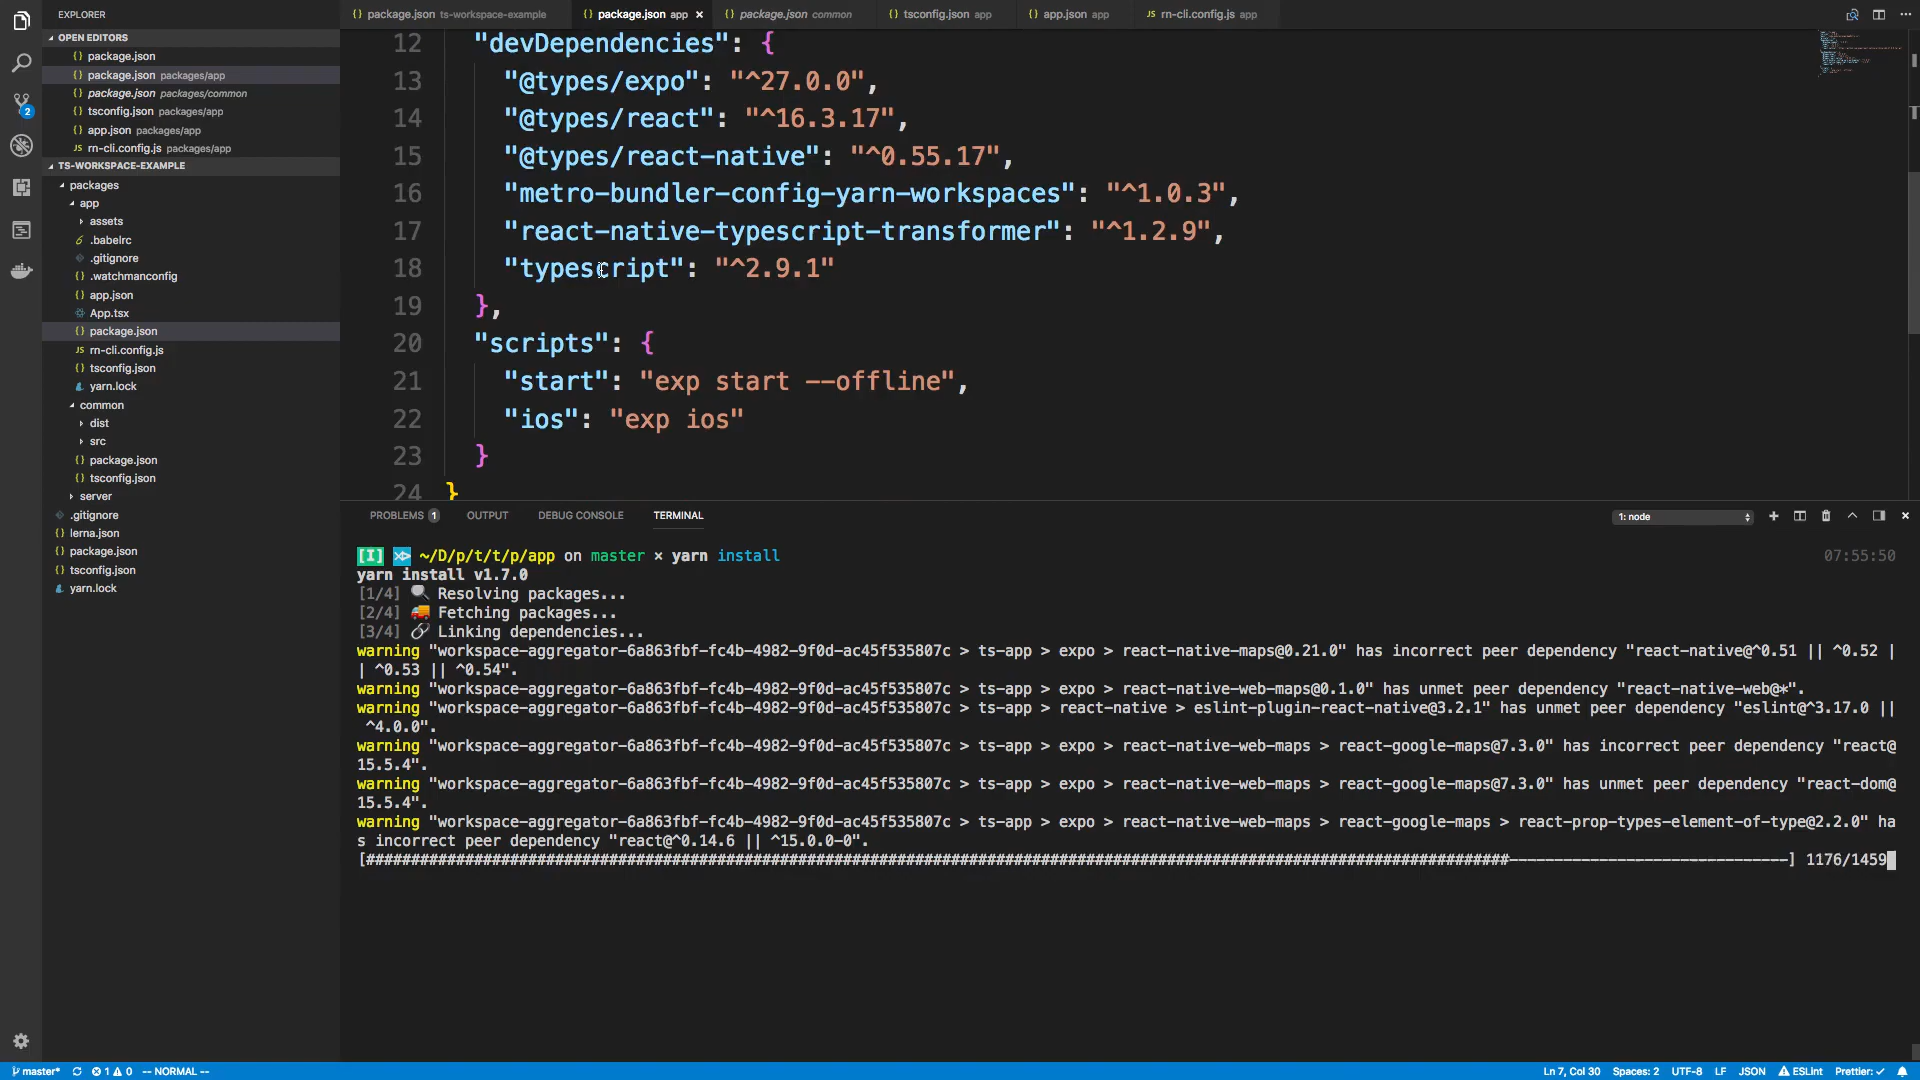 EXPLORER
OPEN EDITORS
{} package.json
{} package.json packages/app
{} package.json packages/common
{} tsconfig.json packages/app
{} app.json packages/app
JS rn-cli.config.js packages/app
TS-WORKSPACE-EXAMPLE
packages
app
assets
.babelrc
.gitignore
{} .watchmanconfig
{} app.json
App.tsx
{} package.json
JS rn-cli.config.js
{} tsconfig.json
yarn.lock
common
dist
src
{} package.json
{} tsconfig.json
server
.gitignore
{} lerna.json
{} package.json
{} tsconfig.json
yarn.lock
2
{} package.json ts-workspace-example {} package.json app × {} package.json common {} tsconfig.json app {} app.json app JS rn-cli.config.js app
12 "devDependencies": {
13 "@types/expo": "^27.0.0",
14 "@types/react": "^16.3.17",
15 "@types/react-native": "^0.55.17",
16 "metro-bundler-config-yarn-workspaces": "^1.0.3",
17 "react-native-typescript-transformer": "^1.2.9",
18 "typescript": "^2.9.1"
19 },
20 "scripts": {
21 "start": "exp start --offline",
22 "ios": "exp ios"
23 }
24 }
PROBLEMS 1 OUTPUT DEBUG CONSOLE TERMINAL 1: node
[I] ~/D/p/t/t/p/app on master × yarn install 07:55:50
yarn install v1.7.0
[1/4] Resolving packages...
[2/4] Fetching packages...
[3/4] Linking dependencies...
warning "workspace-aggregator-6a863fbf-fc4b-4982-9f0d-ac45f535807c > ts-app > expo > react-native-maps@0.21.0" has incorrect peer dependency "react-native@^0.51 || ^0.52 |
| ^0.53 || ^0.54".
warning "workspace-aggregator-6a863fbf-fc4b-4982-9f0d-ac45f535807c > ts-app > expo > react-native-web-maps@0.1.0" has unmet peer dependency "react-native-web@*".
warning "workspace-aggregator-6a863fbf-fc4b-4982-9f0d-ac45f535807c > ts-app > react-native > eslint-plugin-react-native@3.2.1" has unmet peer dependency "eslint@^3.17.0 ||
^4.0.0".
warning "workspace-aggregator-6a863fbf-fc4b-4982-9f0d-ac45f535807c > ts-app > expo > react-native-web-maps > react-google-maps@7.3.0" has incorrect peer dependency "react@
15.5.4".
warning "workspace-aggregator-6a863fbf-fc4b-4982-9f0d-ac45f535807c > ts-app > expo > react-native-web-maps > react-google-maps@7.3.0" has unmet peer dependency "react-dom@
15.5.4".
warning "workspace-aggregator-6a863fbf-fc4b-4982-9f0d-ac45f535807c > ts-app > expo > react-native-web-maps > react-google-maps > react-prop-types-element-of-type@2.2.0" ha
s incorrect peer dependency "react@^0.14.6 || ^15.0.0-0".
1176/1459
master* 1 0 -- NORMAL -- Ln 7, Col 30 Spaces: 2 UTF-8 LF JSON ESLint Prettier: ✓